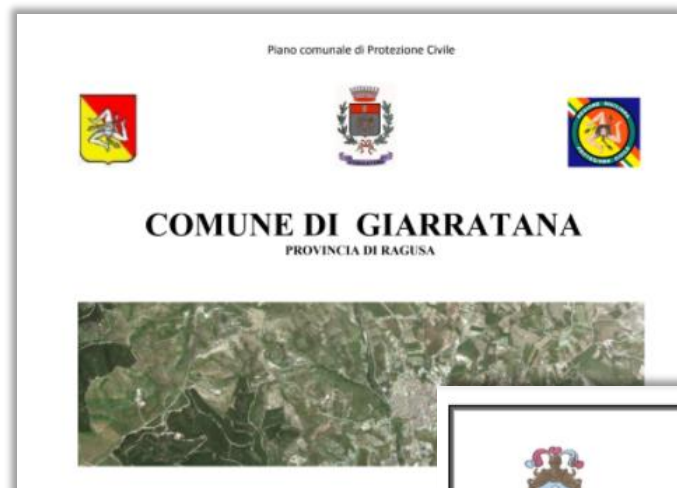 Piano comunale di Protezione Civile
COMUNE DI GIARRATANA
PROVINCIA DI RAGUSA